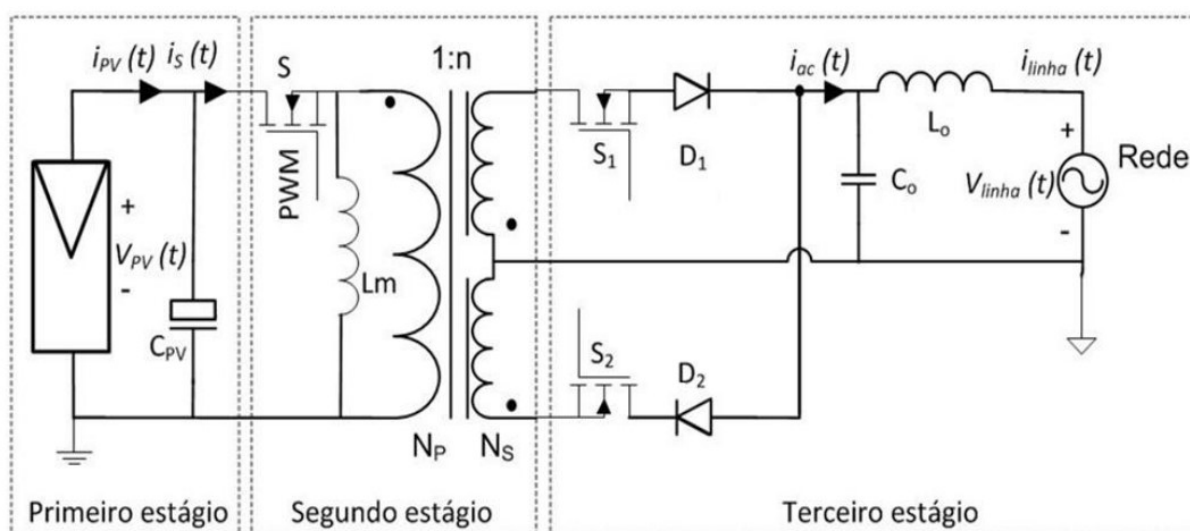 i_PV (t)
i_S (t)
S
1:n
i_ac (t)
i_linha (t)
PWM
S_1
D_1
L_o
+
Rede
+
V_PV (t)
-
Lm
C_o
V_linha (t)
-
C_PV
S_2
D_2
N_P
N_S
Primeiro estágio
Segundo estágio
Terceiro estágio